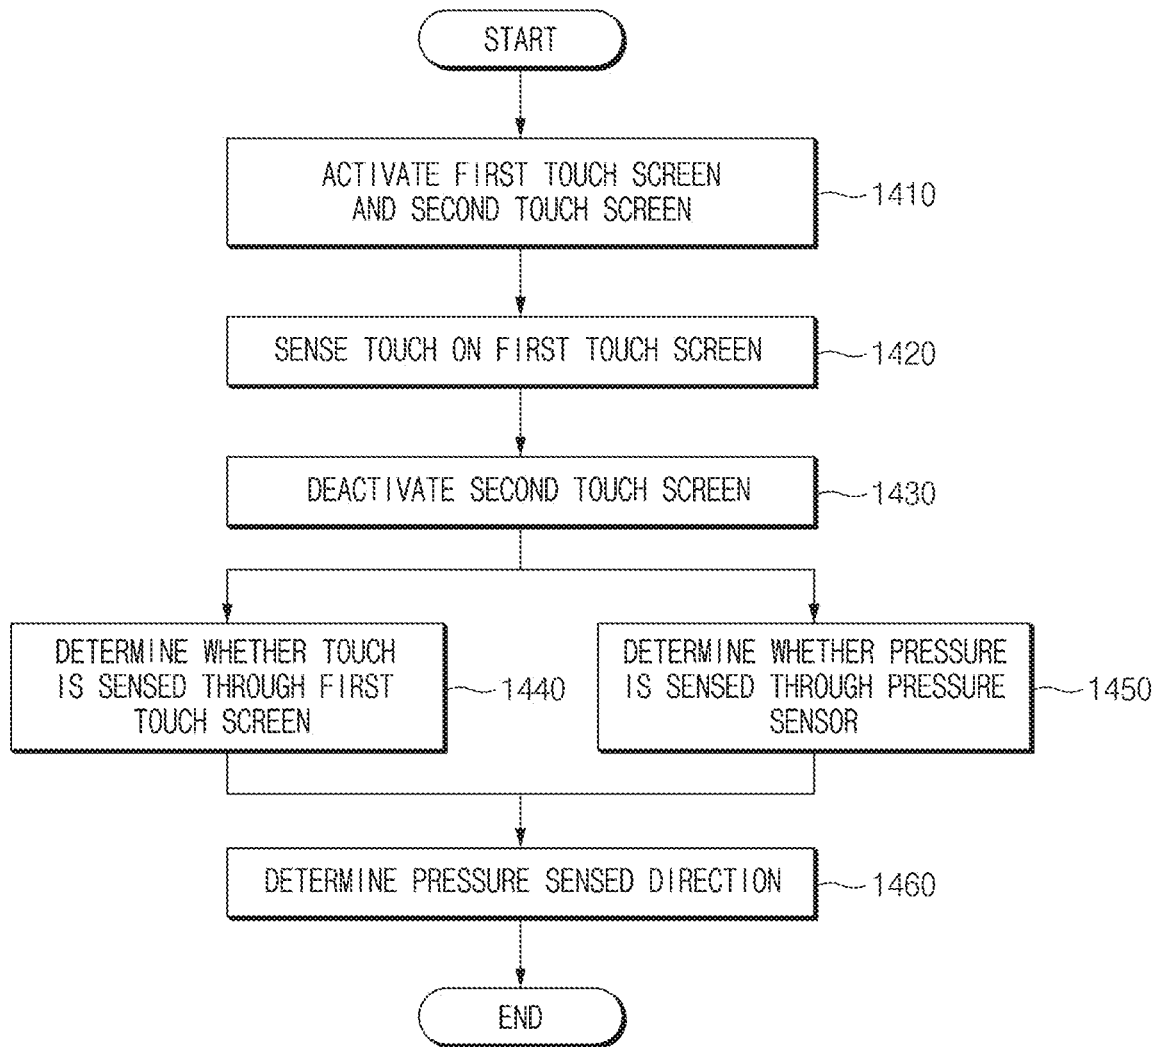 START
ACTIVATE FIRST TOUCH SCREEN
AND SECOND TOUCH SCREEN
1410
SENSE TOUCH ON FIRST TOUCH SCREEN
1420
DEACTIVATE SECOND TOUCH SCREEN
1430
DETERMINE WHETHER TOUCH
IS SENSED THROUGH FIRST
TOUCH SCREEN
1440
DETERMINE WHETHER PRESSURE
IS SENSED THROUGH PRESSURE
SENSOR
1450
DETERMINE PRESSURE SENSED DIRECTION
1460
END